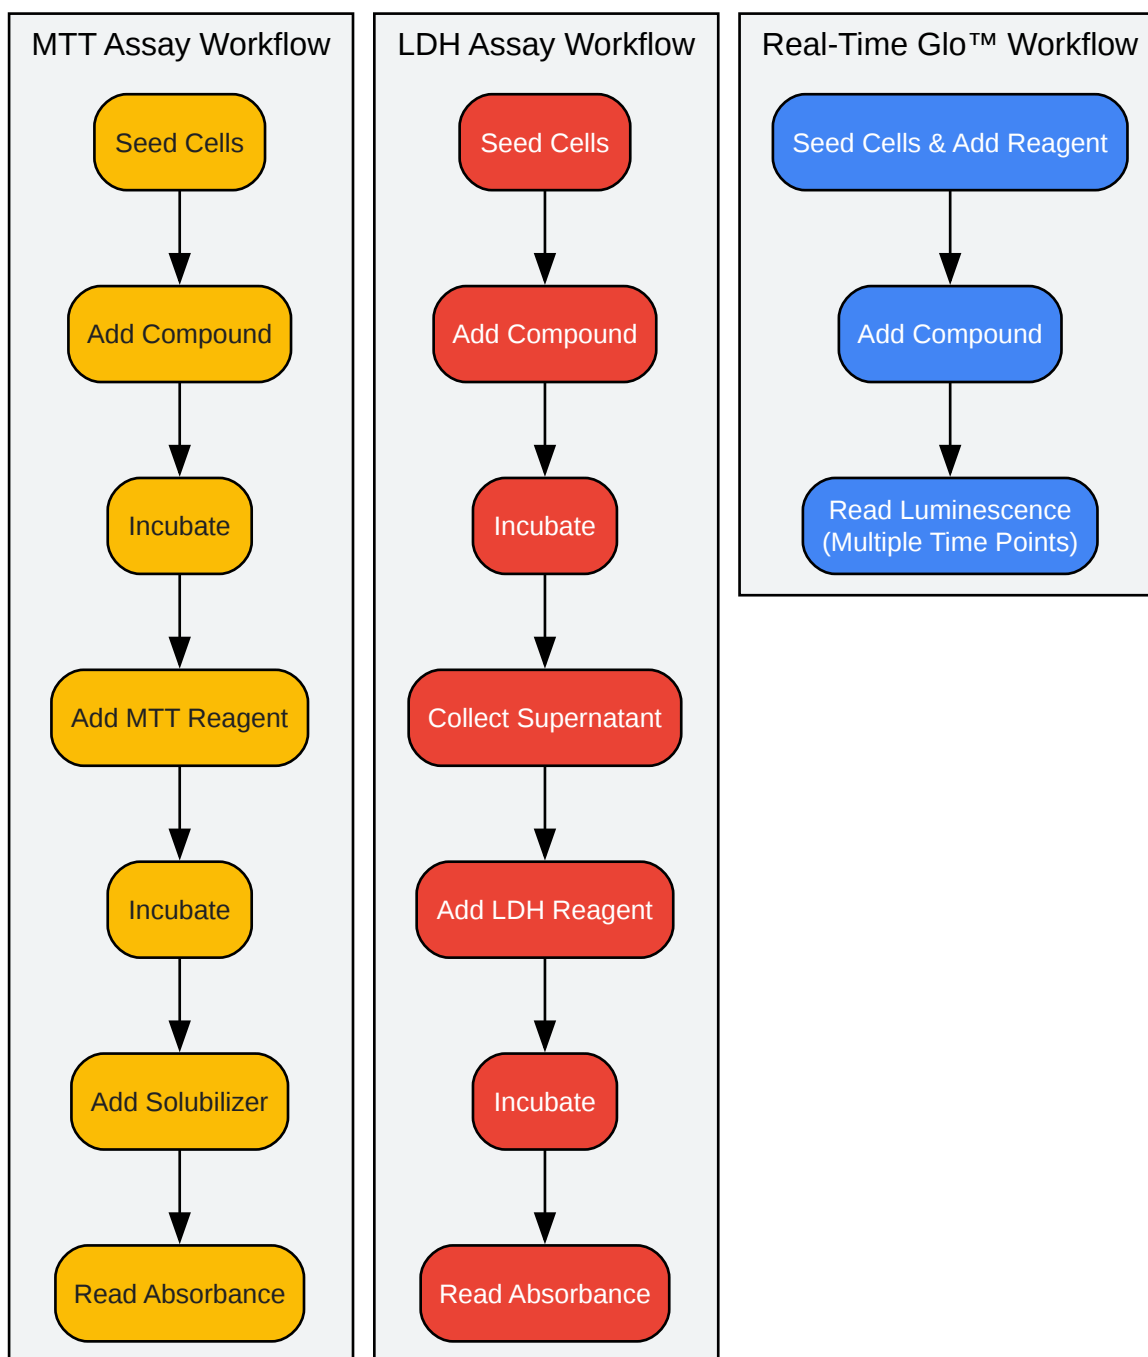 MTT Assay Workflow
Seed Cells
Add Compound
Incubate
Add MTT Reagent
Incubate
Add Solubilizer
Read Absorbance
LDH Assay Workflow
Seed Cells
Add Compound
Incubate
Collect Supernatant
Add LDH Reagent
Incubate
Read Absorbance
Real-Time Glo™ Workflow
Seed Cells & Add Reagent
Add Compound
Read Luminescence
(Multiple Time Points)